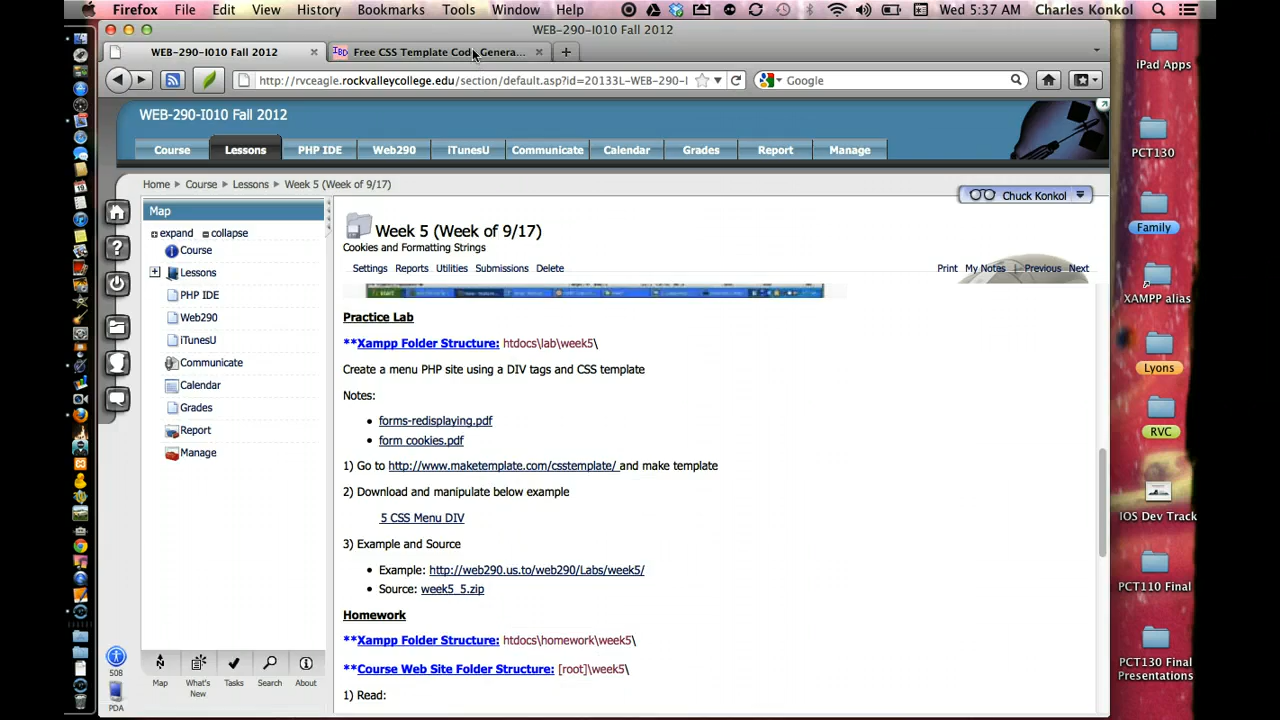 Firefox File Edit View History Bookmarks Tools Window Help Wed 5:37 AM Charles Konkol
WEB-290-I010 Fall 2012
WEB-290-I010 Fall 2012 Free CSS Template Code Genera...
http://rvceagle.rockvalleycollege.edu/section/default.asp?id=20133L-WEB-290-I Google
WEB-290-I010 Fall 2012
Course Lessons PHP IDE Web290 iTunesU Communicate Calendar Grades Report Manage
Home Course Lessons Week 5 (Week of 9/17)
Chuck Konkol
Map
expand collapse
Course
Lessons
PHP IDE
Web290
iTunesU
Communicate
Calendar
Grades
Report
Manage
Map What's New Tasks Search About
508
PDA
Week 5 (Week of 9/17)
Cookies and Formatting Strings
Settings Reports Utilities Submissions Delete Print My Notes | Previous Next
Practice Lab
**Xampp Folder Structure: htdocs\lab\week5\
Create a menu PHP site using a DIV tags and CSS template
Notes:
• forms-redisplaying.pdf
• form cookies.pdf
1) Go to http://www.maketemplate.com/csstemplate/ and make template
2) Download and manipulate below example
5 CSS Menu DIV
3) Example and Source
• Example: http://web290.us.to/web290/Labs/week5/
• Source: week5_5.zip
Homework
**Xampp Folder Structure: htdocs\homework\week5\
**Course Web Site Folder Structure: [root]\week5\
1) Read:
iPad Apps
PCT130
Family
XAMPP alias
Lyons
RVC
IOS Dev Track
PCT110 Final
PCT130 Final
Presentations